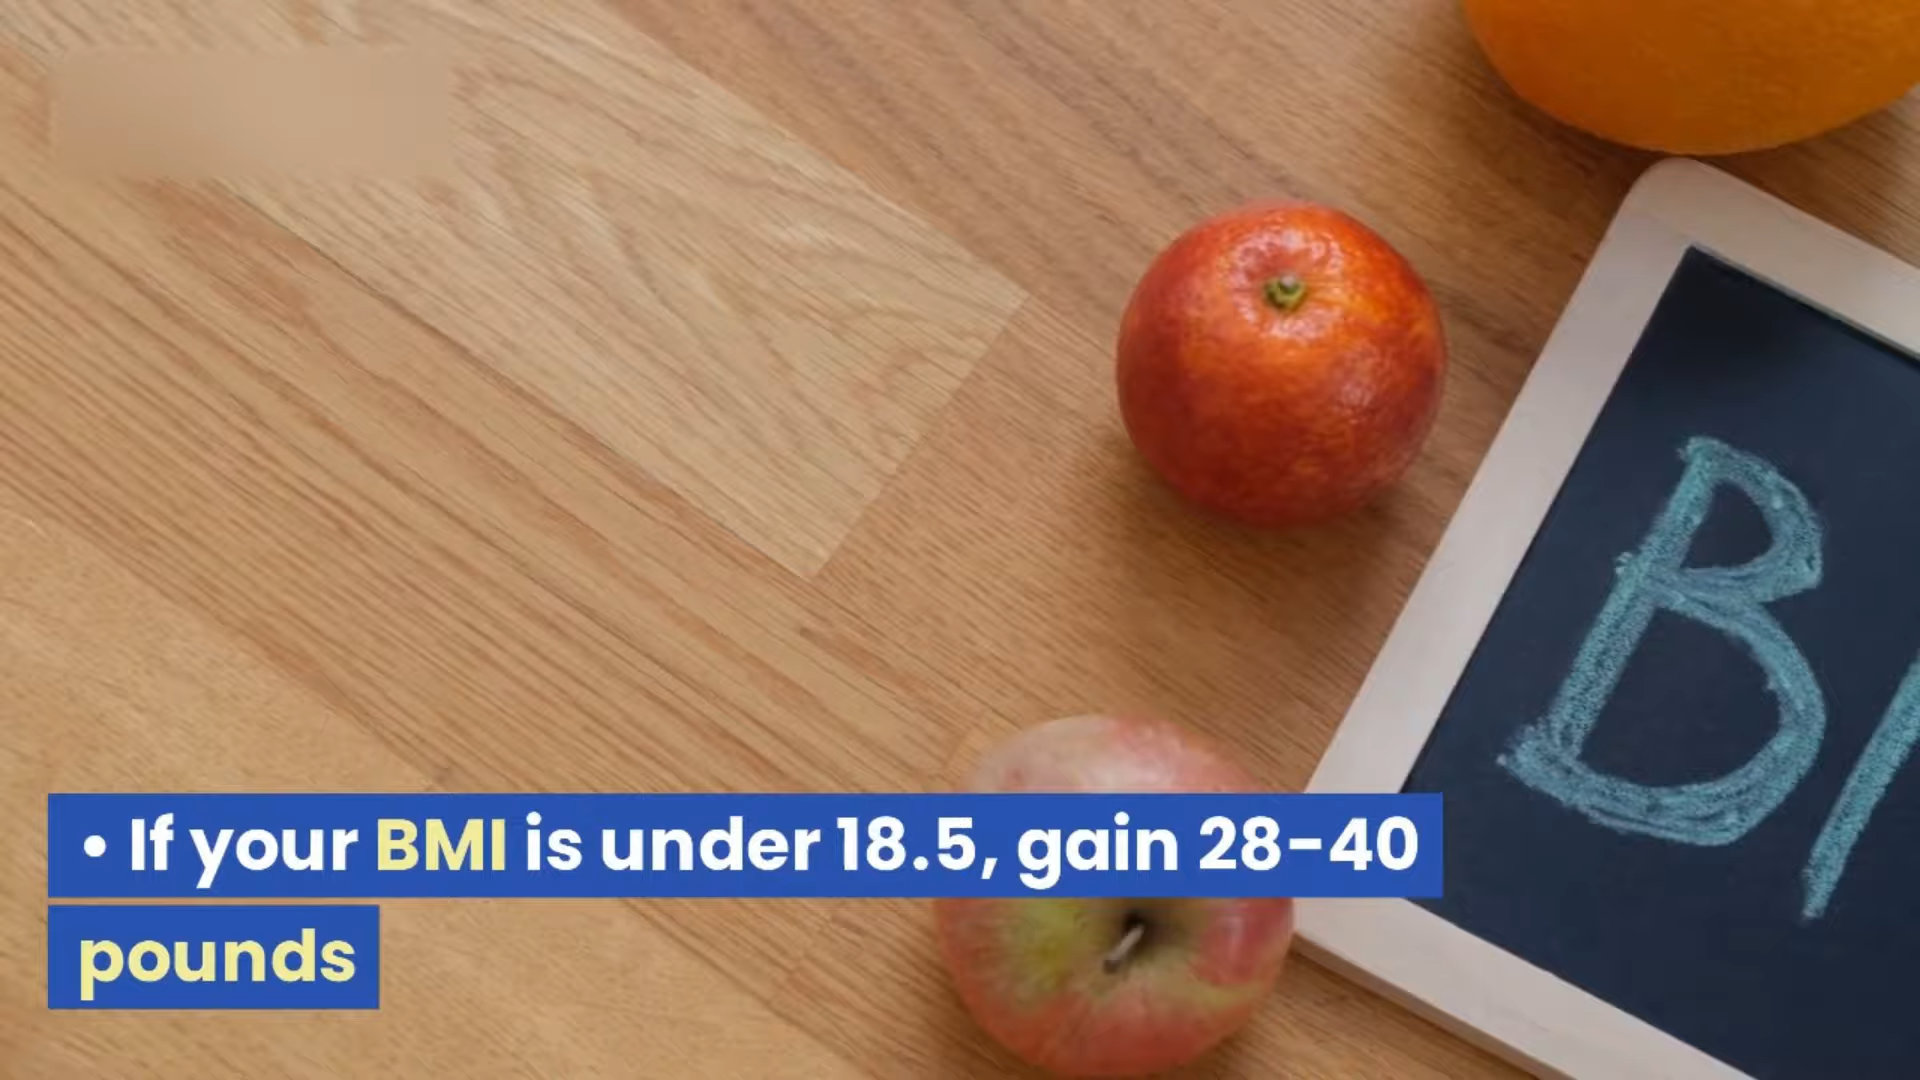 • If your BMI is under 18.5, gain 28-40
pounds
B